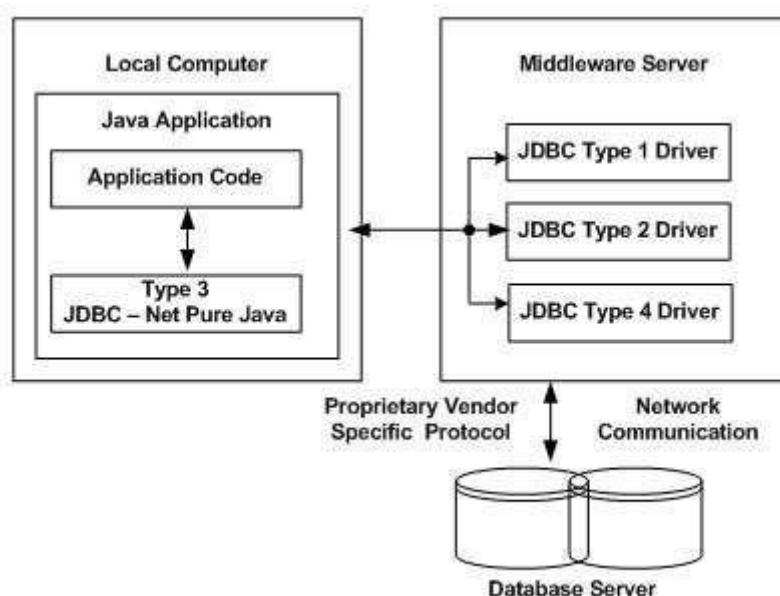 Local Computer
Java Application
Application Code
Type 3
JDBC – Net Pure Java
Middleware Server
JDBC Type 1 Driver
JDBC Type 2 Driver
JDBC Type 4 Driver
Proprietary Vendor
Specific Protocol
Network
Communication
Database Server